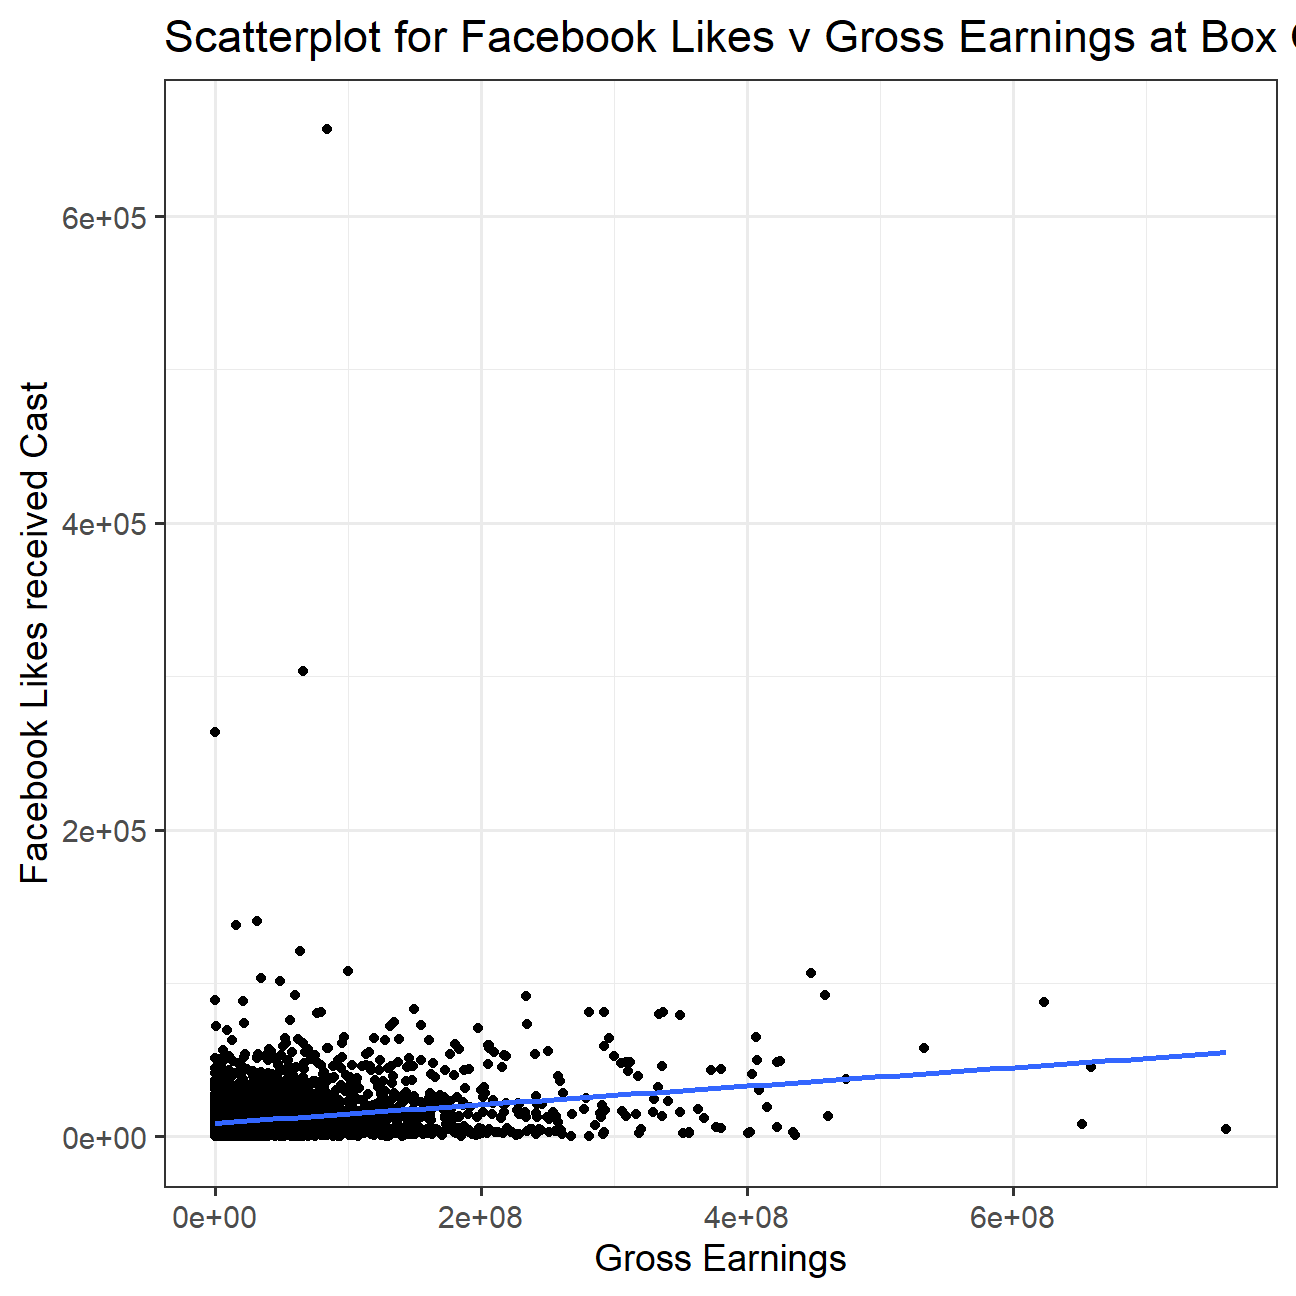 Scatterplot for Facebook Likes v Gross Earnings at Box
Facebook Likes received Cast
6e+05
4e+05
2e+05
0e+00
0e+00 2e+08 4e+08 6e+08
Gross Earnings